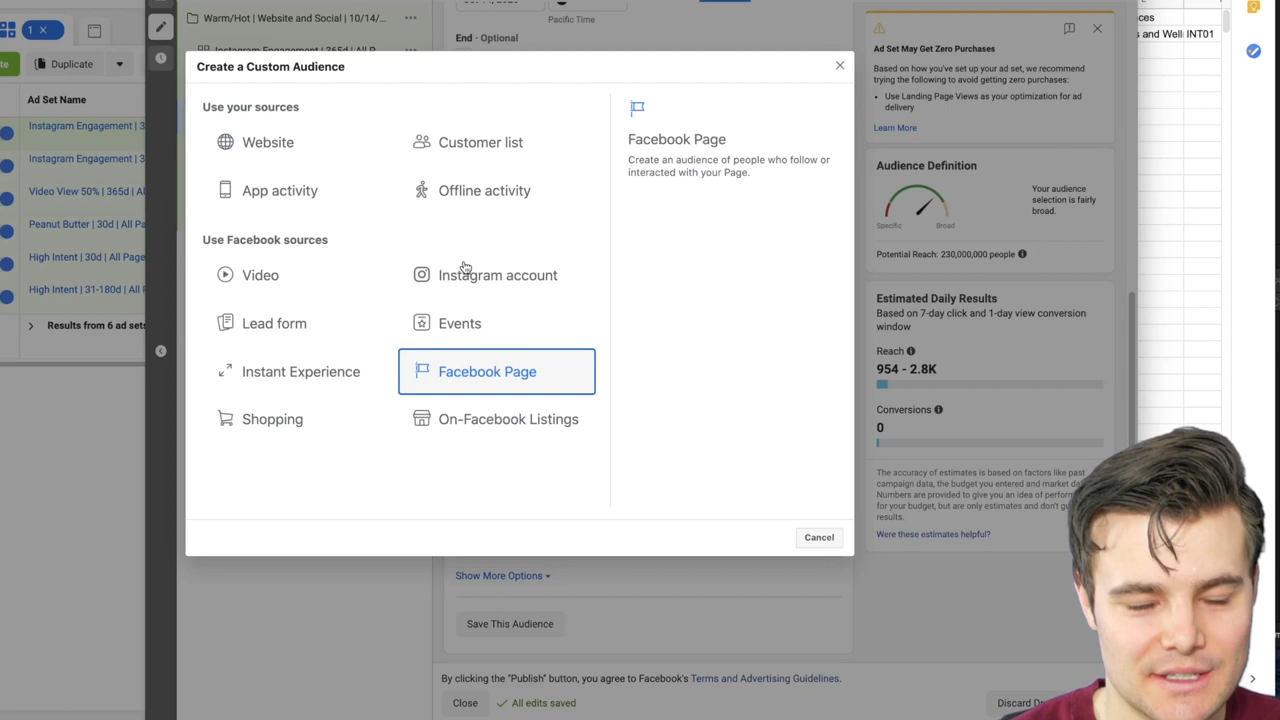 1 ×
Duplicate
Ad Set Name
Instagram Engagement | 3
Instagram Engagement | 3
Video View 50% | 365d | Al
Peanut Butter | 30d | All Pa
High Intent | 30d | All Page
High Intent | 31-180d | All
Results from 6 ad sets
Warm/Hot | Website and Social | 10/14/...
Pacific Time
End · Optional
Create a Custom Audience
Use your sources
Website
Customer list
App activity
Offline activity
Use Facebook sources
Video
Instagram account
Lead form
Events
Instant Experience
Facebook Page
Shopping
On-Facebook Listings
Facebook Page
Create an audience of people who follow or
interacted with your Page.
Cancel
Show More Options
Save This Audience
By clicking the "Publish" button, you agree to Facebook's Terms and Advertising Guidelines.
Close
All edits saved
Discard
Ad Set May Get Zero Purchases
Based on how you've set up your ad set, we recommend
trying the following to avoid getting zero purchases:
• Use Landing Page Views as your optimization for ad
delivery
Learn More
Audience Definition
Your audience
selection is fairly
broad.
Specific
Broad
Potential Reach: 230,000,000 people
Estimated Daily Results
Based on 7-day click and 1-day view conversion
window
Reach
954 - 2.8K
Conversions
0
The accuracy of estimates is based on factors like past
campaign data, the budget you entered and market da
Numbers are provided to give you an idea of perform
for your budget, but are only estimates and don't gu
results.
Were these estimates helpful?
ces
s and Well INT01